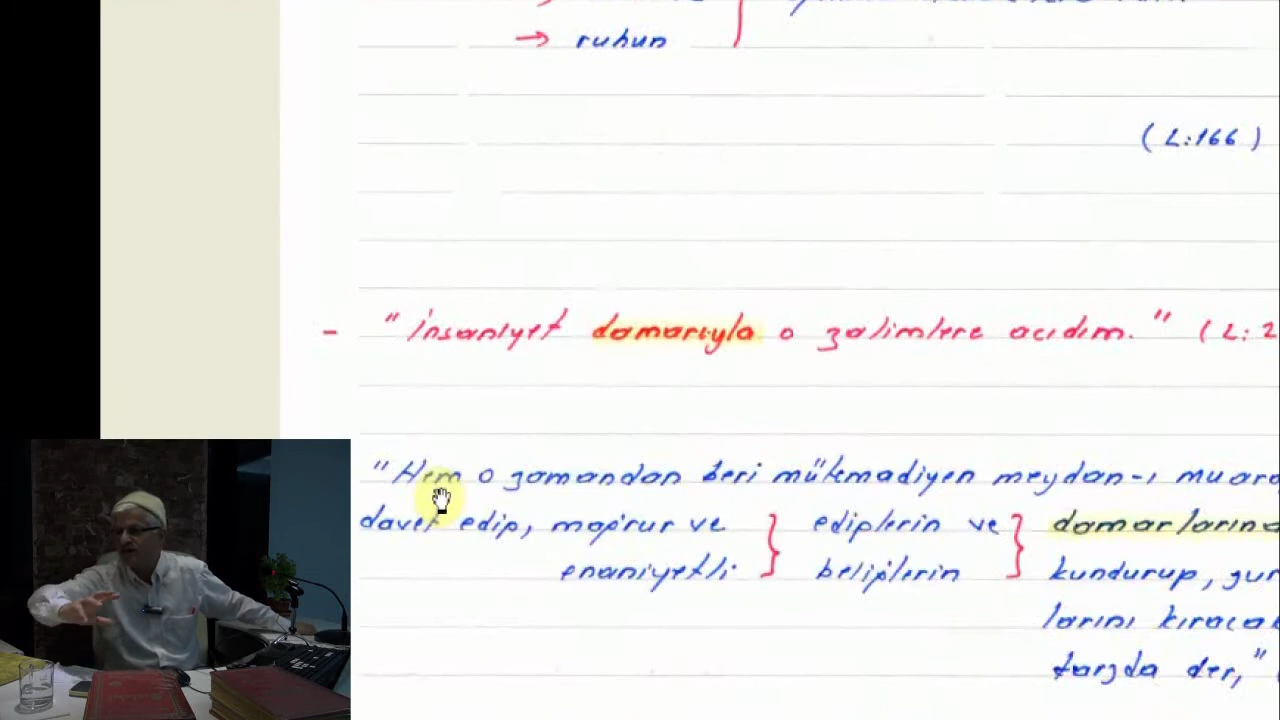 → ruhun
(L:166)
- "İnsaniyet damarıyla o zalimlere acıdım." (L: 2
"Hem o zamandan beri mütemadiyen meydan-ı muara
davet edip, mağrur ve } ediplerin ve } damarlarına
enaniyetli beliğlerin kundurup, gur
larını kıracak
tarzda der,"